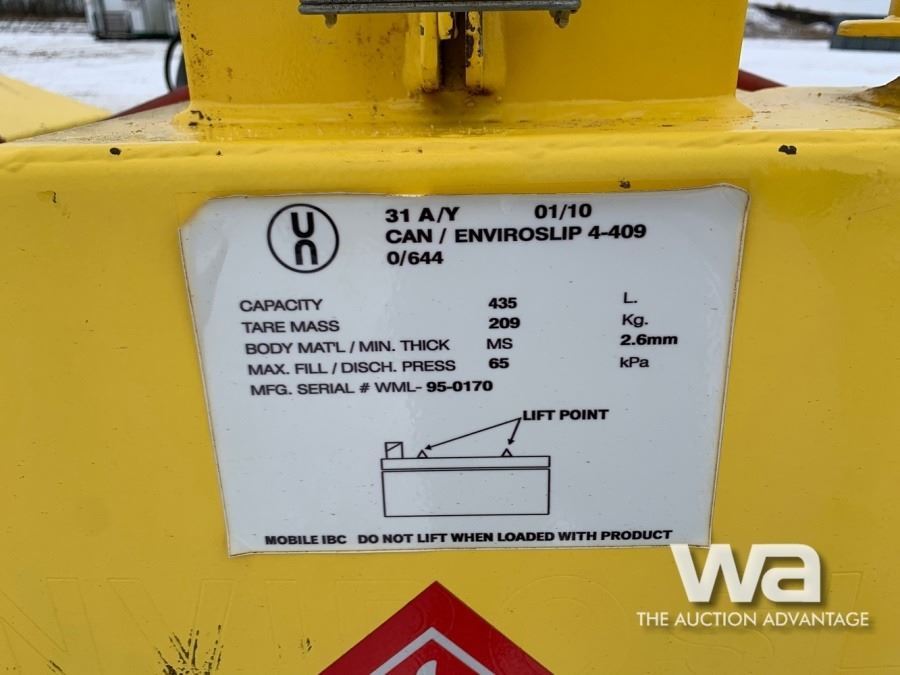 UN
31 A/Y 01/10
CAN / ENVIROSLIP 4-409
0/644
CAPACITY 435 L.
TARE MASS 209 Kg.
BODY MAT'L / MIN. THICK MS 2.6mm
MAX. FILL / DISCH. PRESS 65 kPa
MFG. SERIAL # WML- 95-0170
LIFT POINT
MOBILE IBC DO NOT LIFT WHEN LOADED WITH PRODUCT
wa
THE AUCTION ADVANTAGE